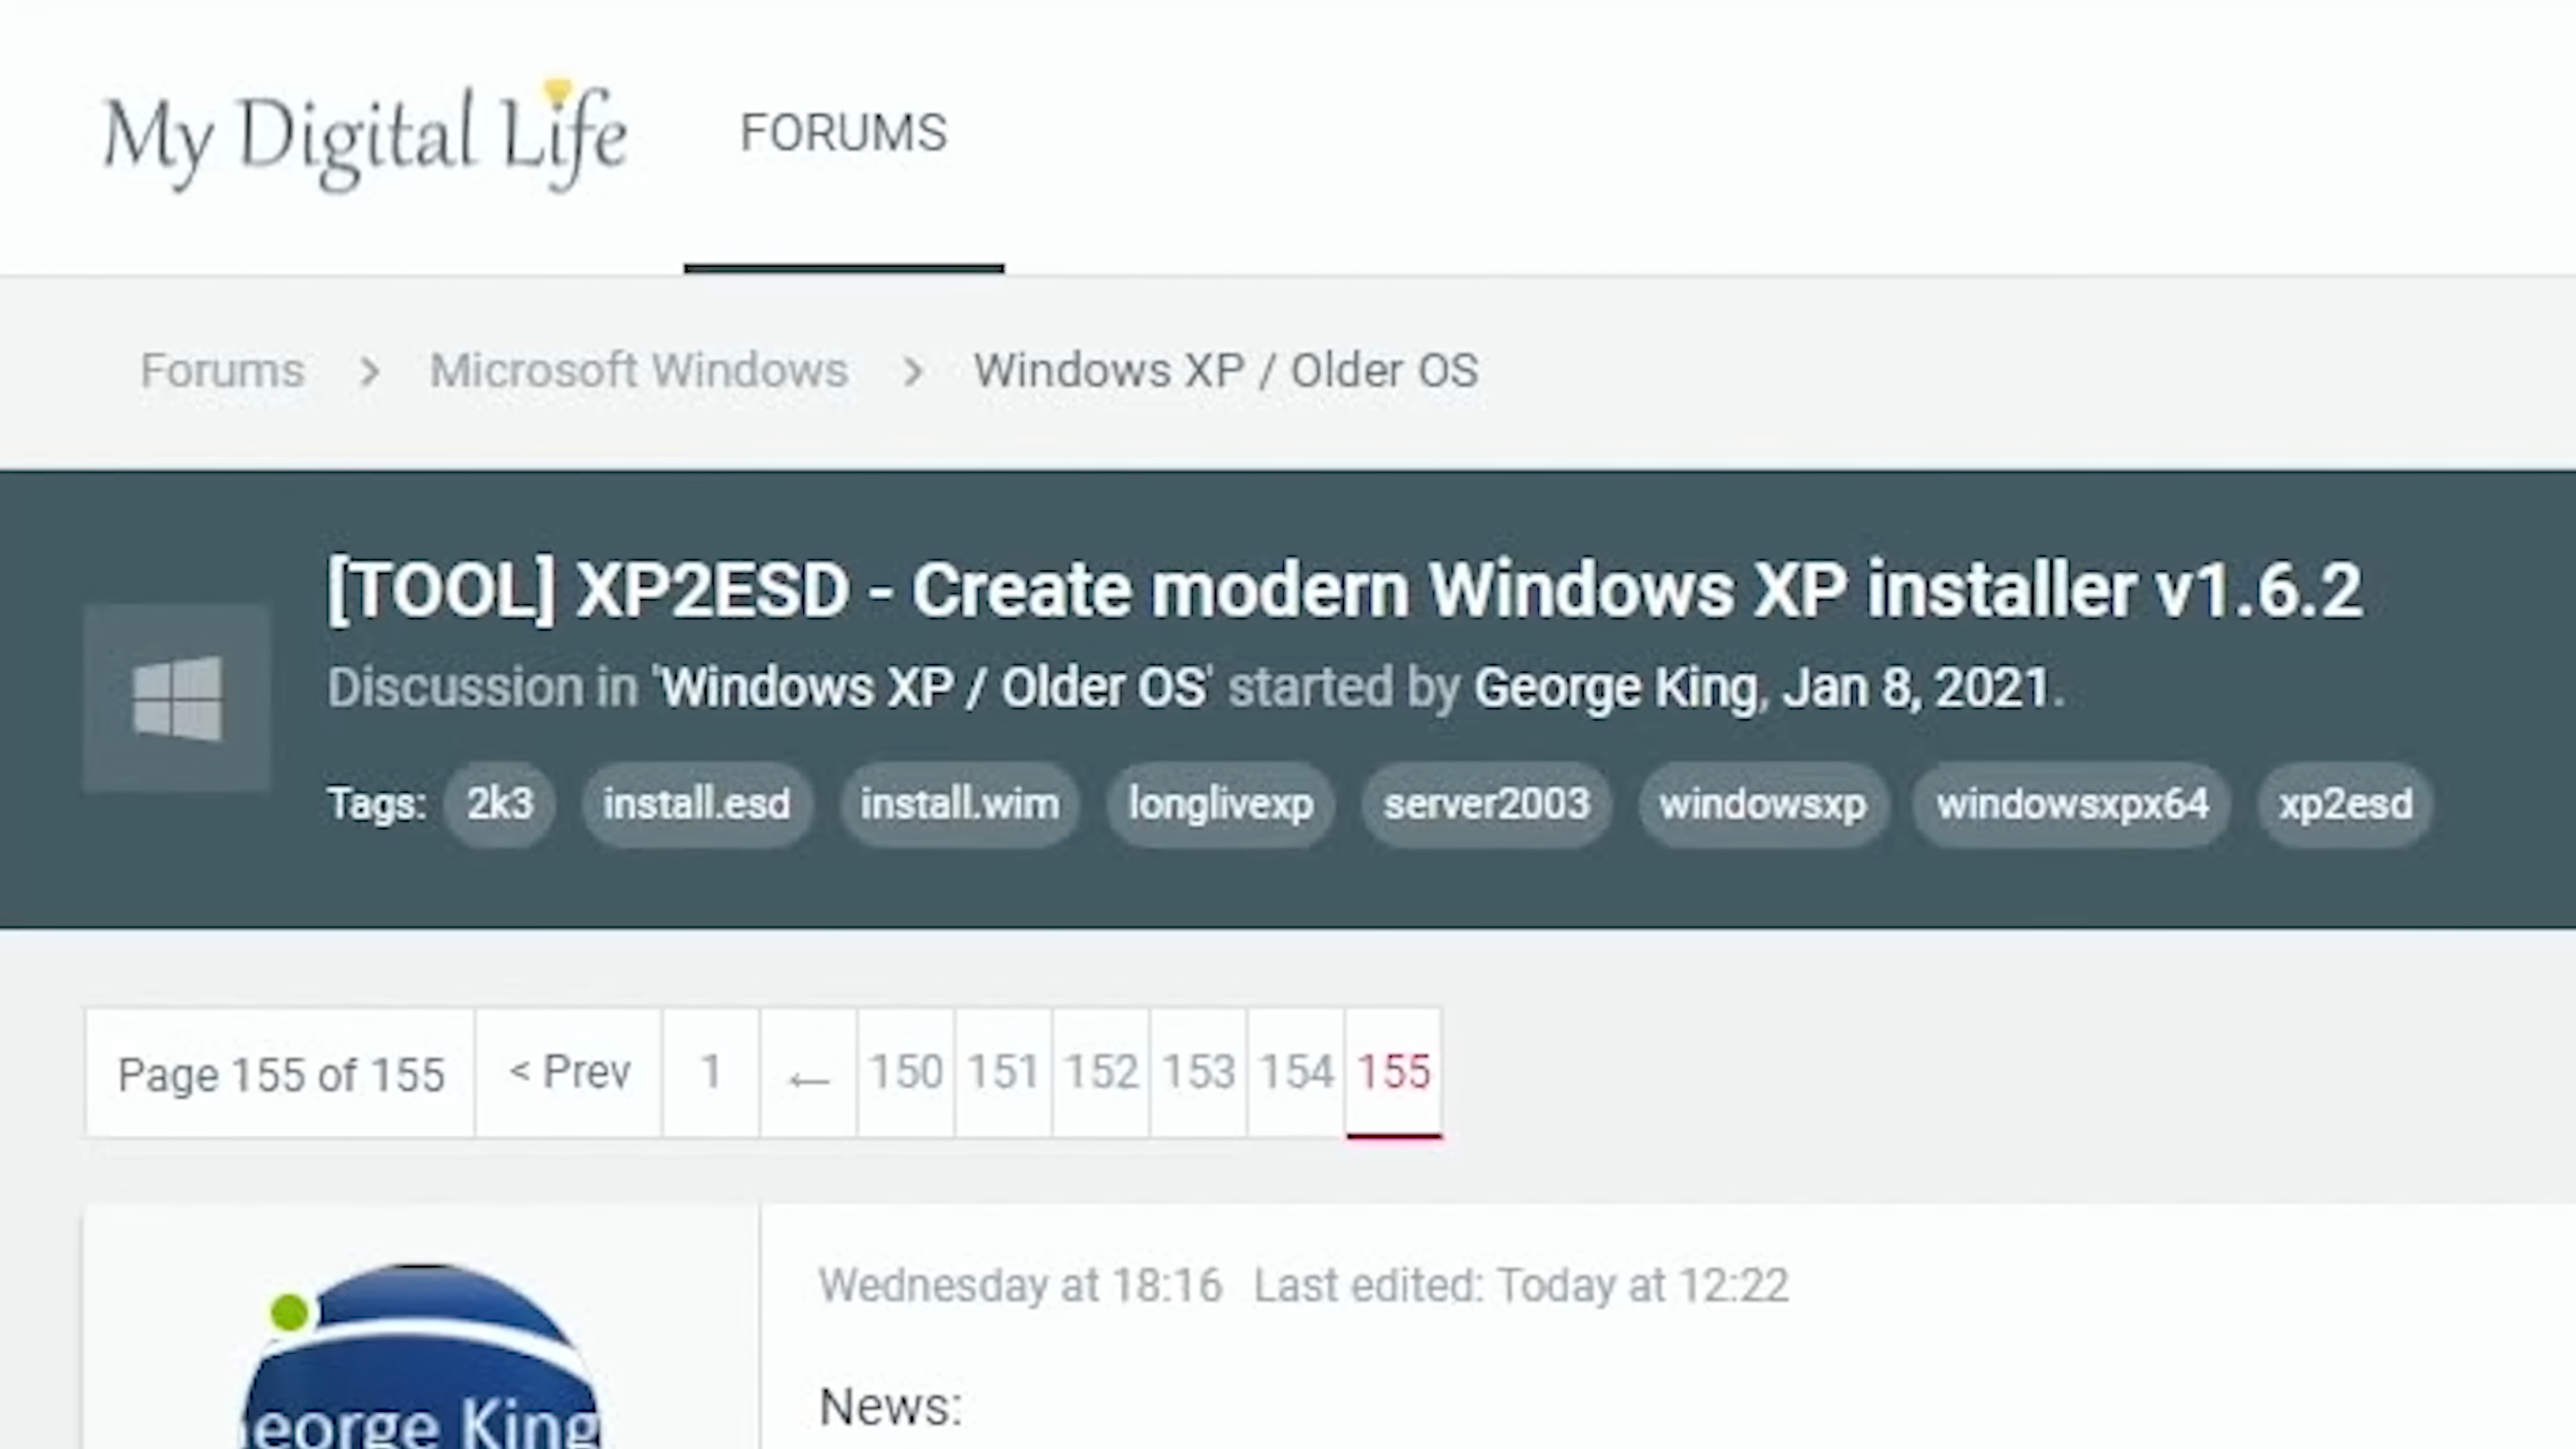 My Digital Life FORUMS
Forums > Microsoft Windows > Windows XP / Older OS
[TOOL] XP2ESD - Create modern Windows XP installer v1.6.2
Discussion in 'Windows XP / Older OS' started by George King, Jan 8, 2021.
Tags: 2k3 install.esd install.wim longlivexp server2003 windowsxp windowsxpx64 xp2esd
Page 155 of 155 < Prev 1 ← 150 151 152 153 154 155
Wednesday at 18:16 Last edited: Today at 12:22
eorge King
News: